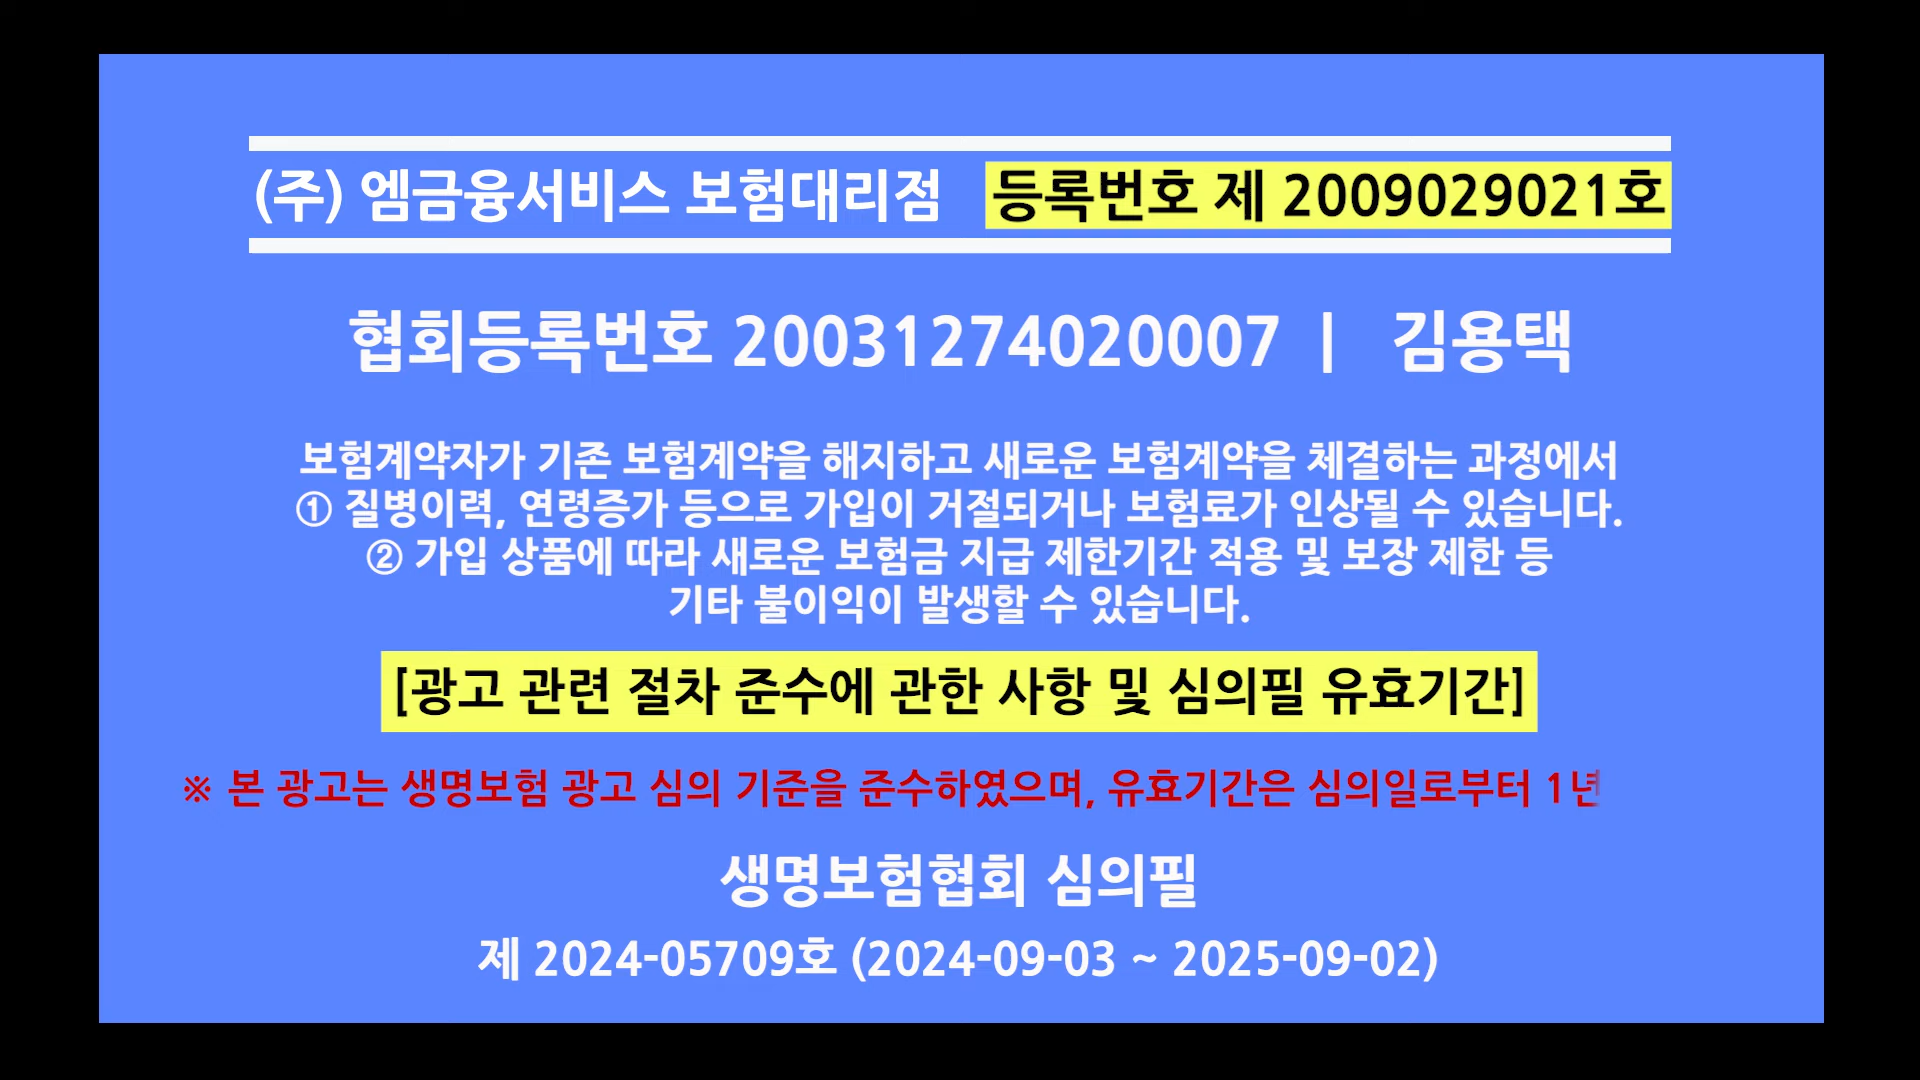 (주) 엠금융서비스 보험대리점 등록번호 제 2009029021호
협회등록번호 20031274020007 | 김용택
보험계약자가 기존 보험계약을 해지하고 새로운 보험계약을 체결하는 과정에서
① 질병이력, 연령증가 등으로 가입이 거절되거나 보험료가 인상될 수 있습니다.
② 가입 상품에 따라 새로운 보험금 지급 제한기간 적용 및 보장 제한 등
기타 불이익이 발생할 수 있습니다.
[광고 관련 절차 준수에 관한 사항 및 심의필 유효기간]
※ 본 광고는 생명보험 광고 심의 기준을 준수하였으며, 유효기간은 심의일로부터 1년
생명보험협회 심의필
제 2024-05709호 (2024-09-03 ~ 2025-09-02)